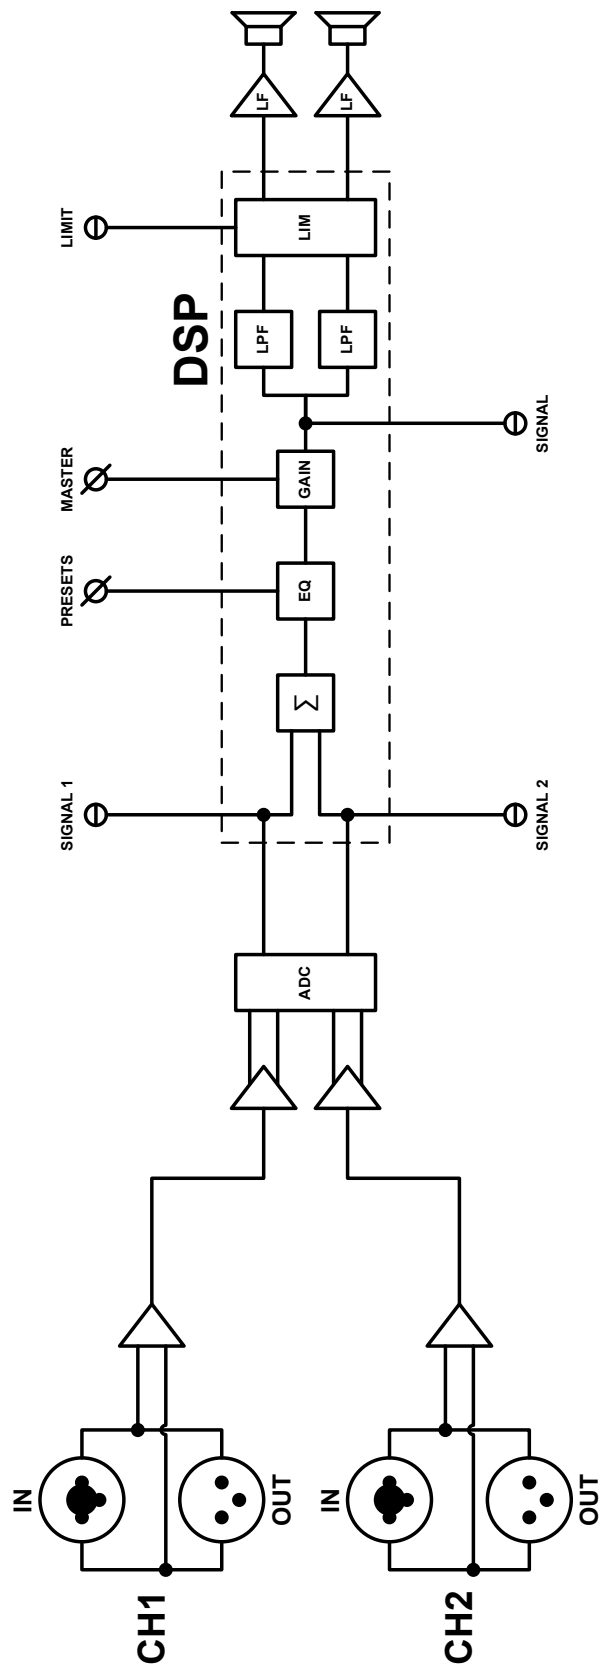 CH1
IN
OUT
CH2
IN
OUT
ADC
SIGNAL 1
SIGNAL 2
DSP
Σ
PRESETS
EQ
MASTER
GAIN
SIGNAL
LPF
LPF
LIMIT
LIM
LF
LF